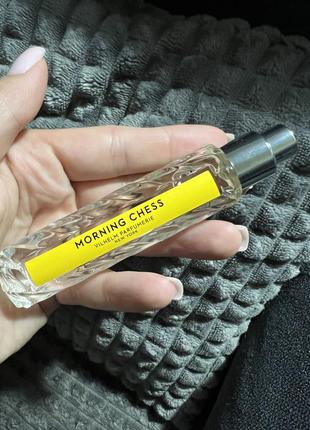 MORNING CHESS
VILHELM PARFUMERIE
NEW YORK